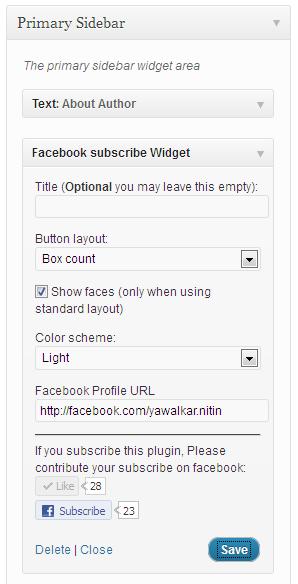 Primary Sidebar
The primary sidebar widget area
Text: About Author
Facebook subscribe Widget
Title (Optional you may leave this empty):
Button layout:
Box count
Show faces (only when using
standard layout)
Color scheme:
Light
Facebook Profile URL
http://facebook.com/yawalkar.nitin
If you subscribe this plugin, Please
contribute your subscribe on facebook:
Like 28
Subscribe 23
Delete | Close
Save